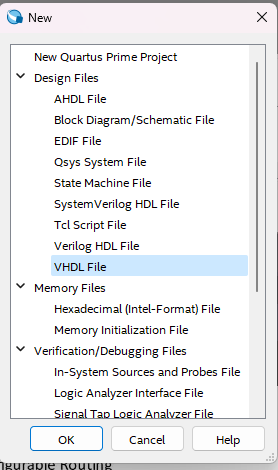 New
New Quartus Prime Project
Design Files
AHDL File
Block Diagram/Schematic File
EDIF File
Qsys System File
State Machine File
SystemVerilog HDL File
Tcl Script File
Verilog HDL File
VHDL File
Memory Files
Hexadecimal (Intel-Format) File
Memory Initialization File
Verification/Debugging Files
In-System Sources and Probes File
Logic Analyzer Interface File
Signal Tap Logic Analyzer File
OK Cancel Help
igurable Routing